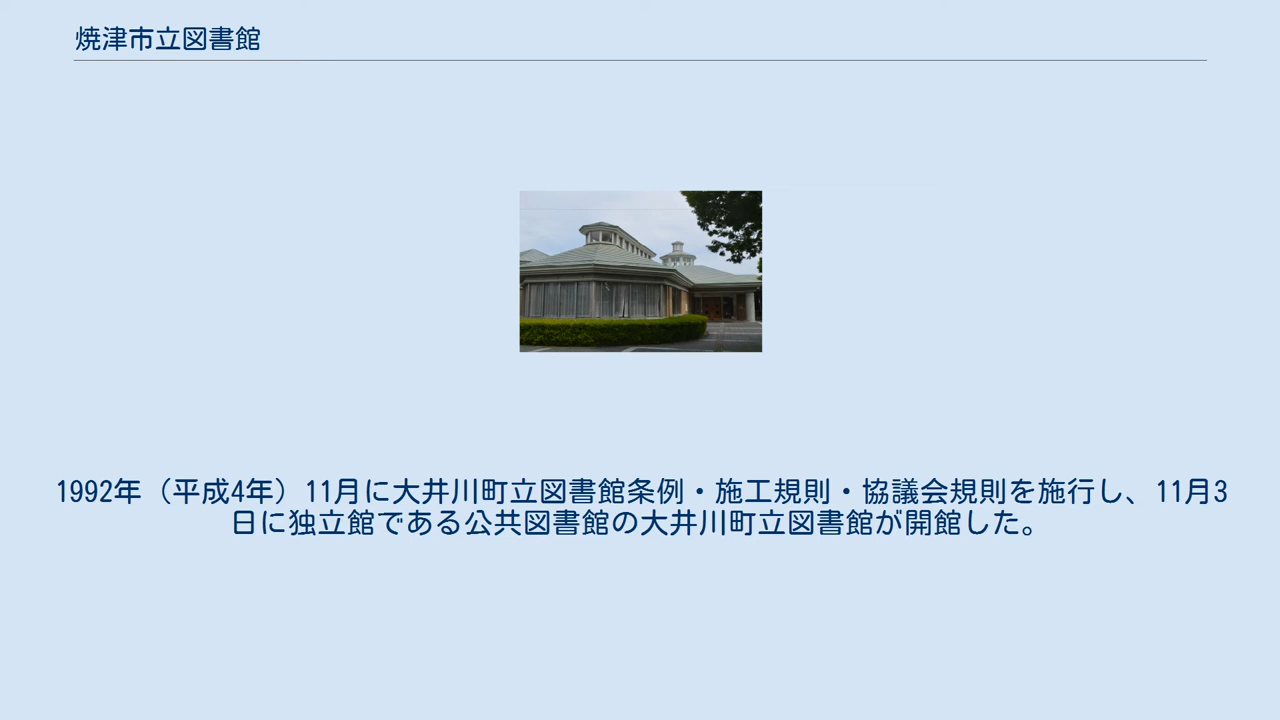 焼津市立図書館
1992年（平成4年）11月に大井川町立図書館条例・施工規則・協議会規則を施行し、11月3
日に独立館である公共図書館の大井川町立図書館が開館した。